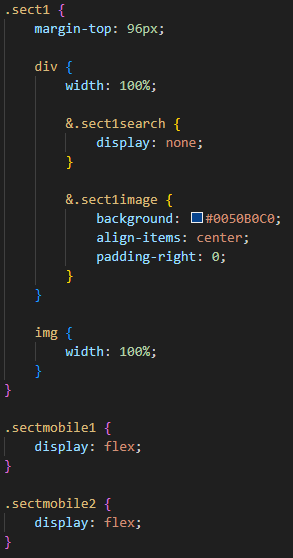 .sect1 {
    margin-top: 96px;

    div {
        width: 100%;

        &.sect1search {
            display: none;
        }

        &.sect1image {
            background: #0050B0C0;
            align-items: center;
            padding-right: 0;
        }
    }

    img {
        width: 100%;
    }
}

.sectmobile1 {
    display: flex;
}

.sectmobile2 {
    display: flex;
}